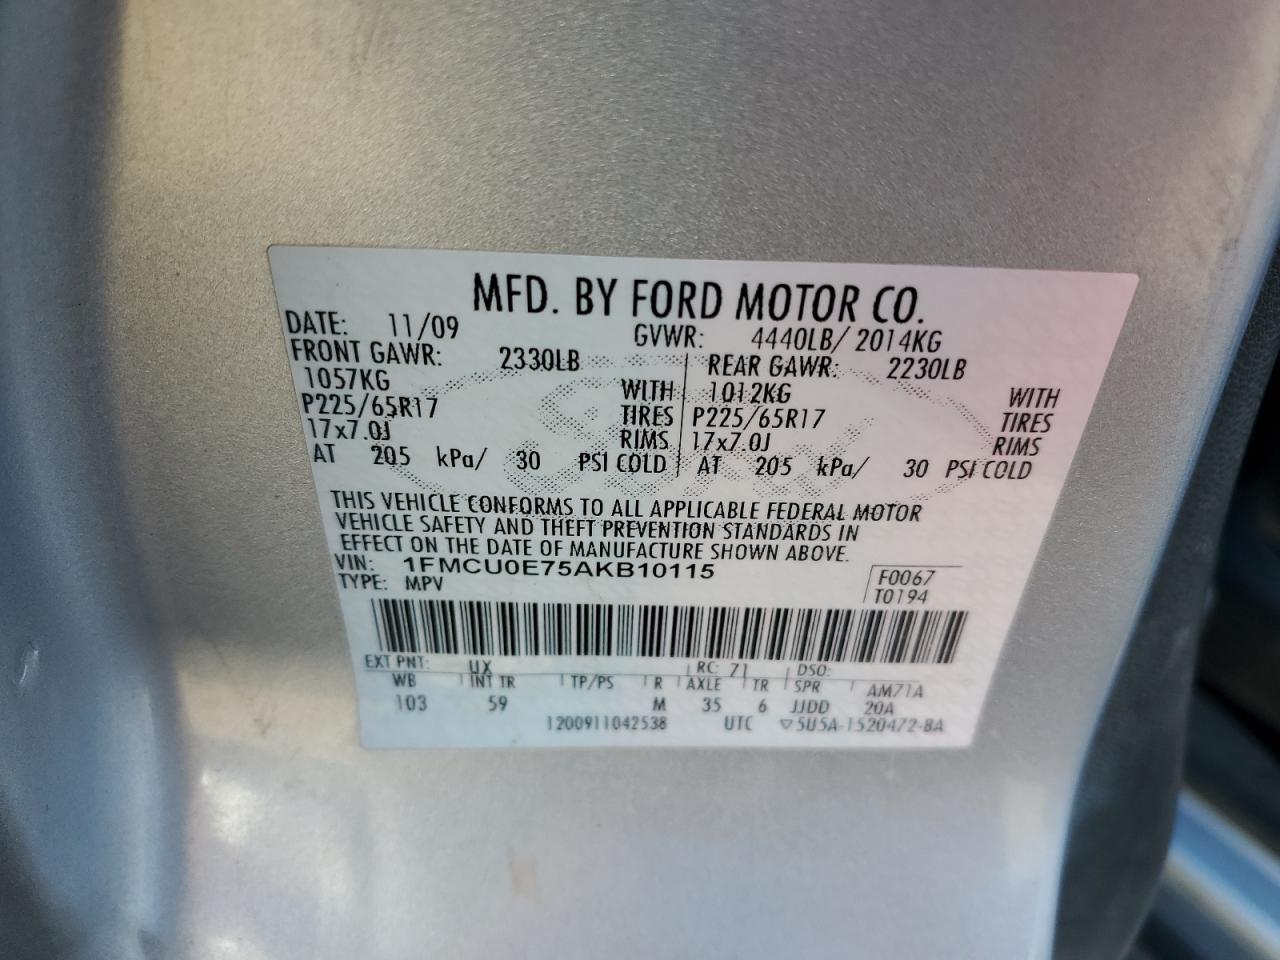 MFD. BY FORD MOTOR CO.
DATE: 11/09 GVWR: 4440LB/ 2014KG
FRONT GAWR: 2330LB REAR GAWR: 2230LB
1057KG WITH 1012KG WITH
P225/65R17 TIRES P225/65R17 TIRES
17x7.0J RIMS 17x7.0J RIMS
AT 205 kPa/ 30 PSI COLD AT 205 kPa/ 30 PSI COLD
THIS VEHICLE CONFORMS TO ALL APPLICABLE FEDERAL MOTOR
VEHICLE SAFETY AND THEFT PREVENTION STANDARDS IN
EFFECT ON THE DATE OF MANUFACTURE SHOWN ABOVE.
VIN: 1FMCU0E75AKB10115 F0067
TYPE: MPV T0194
EXT PNT: UX RC: 71 DSO:
WB INT TR TP/PS R AXLE TR SPR AM71A
103 59 M 35 6 JJDD 20A
1200911042538 UTC ▽5U5A-1520472-BA